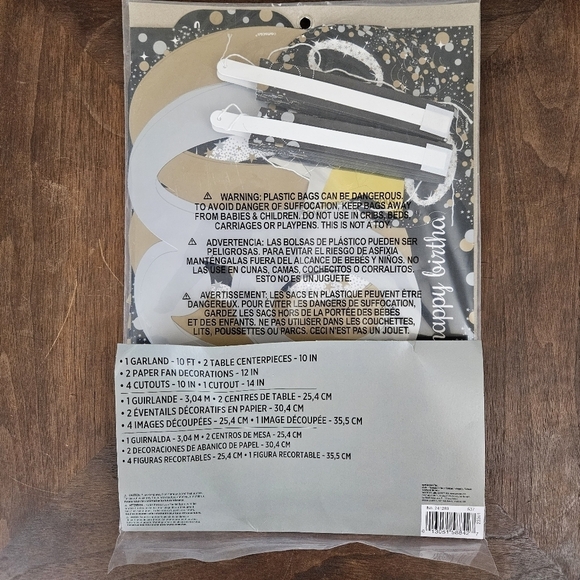 happy birthd
⚠ WARNING: PLASTIC BAGS CAN BE DANGEROUS.
TO AVOID DANGER OF SUFFOCATION, KEEP BAGS AWAY
FROM BABIES & CHILDREN. DO NOT USE IN CRIBS, BEDS,
CARRIAGES OR PLAYPENS. THIS IS NOT A TOY.
⚠ ADVERTENCIA: LAS BOLSAS DE PLÁSTICO PUEDEN SER
PELIGROSAS. PARA EVITAR EL RIESGO DE ASFIXIA
MANTÉNGALAS FUERA DEL ALCANCE DE BEBÉS Y NIÑOS. NO
LAS USE EN CUNAS, CAMAS, COCHECITOS O CORRALITOS.
ESTO NO ES UN JUGUETE.
⚠ AVERTISSEMENT: LES SACS EN PLASTIQUE PEUVENT ÊTRE
DANGEREUX. POUR ÉVITER LES DANGERS DE SUFFOCATION,
GARDEZ LES SACS HORS DE LA PORTÉE DES BÉBÉS
ET DES ENFANTS. NE PAS UTILISER DANS LES COUCHETTES,
LITS, POUSSETTES OU PARCS. CECI N'EST PAS UN JOUET.
• 1 GARLAND - 10 FT • 2 TABLE CENTERPIECES - 10 IN
• 2 PAPER FAN DECORATIONS - 12 IN
• 4 CUTOUTS - 10 IN • 1 CUTOUT - 14 IN
• 1 GUIRLANDE - 3,04 M • 2 CENTRES DE TABLE - 25,4 CM
• 2 ÉVENTAILS DÉCORATIFS EN PAPIER - 30,4 CM
• 4 IMAGES DÉCOUPÉES - 25,4 CM • 1 IMAGE DÉCOUPÉE - 35,5 CM
• 1 GUIRNALDA - 3,04 M • 2 CENTROS DE MESA - 25,4 CM
• 2 DECORACIONES DE ABANICO DE PAPEL - 30,4 CM
• 4 FIGURAS RECORTABLES - 25,4 CM • 1 FIGURA RECORTABLE - 35,5 CM